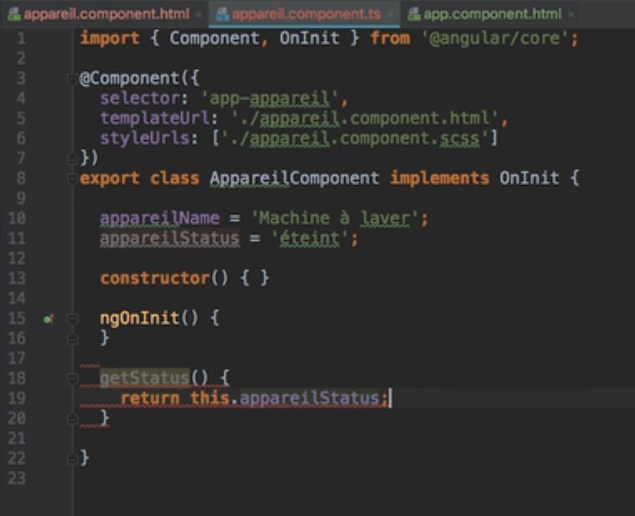 appareil.component.html × appareil.component.ts × app.component.html ×
1 import { Component, OnInit } from '@angular/core';
2
3 @Component({
4   selector: 'app-appareil',
5   templateUrl: './appareil.component.html',
6   styleUrls: ['./appareil.component.scss']
7 })
8 export class AppareilComponent implements OnInit {
9
10   appareilName = 'Machine à laver';
11   appareilStatus = 'éteint';
12
13   constructor() { }
14
15   ngOnInit() {
16   }
17
18   getStatus() {
19     return this.appareilStatus;
20   }
21
22 }
23